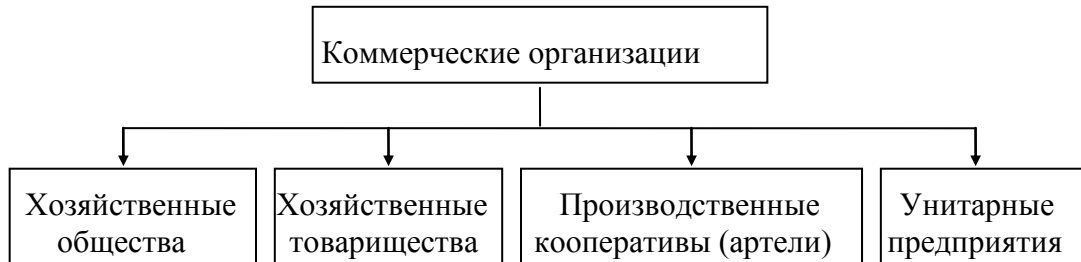 Коммерческие организации
Хозяйственные
общества
Хозяйственные
товарищества
Производственные
кооперативы (артели)
Унитарные
предприятия